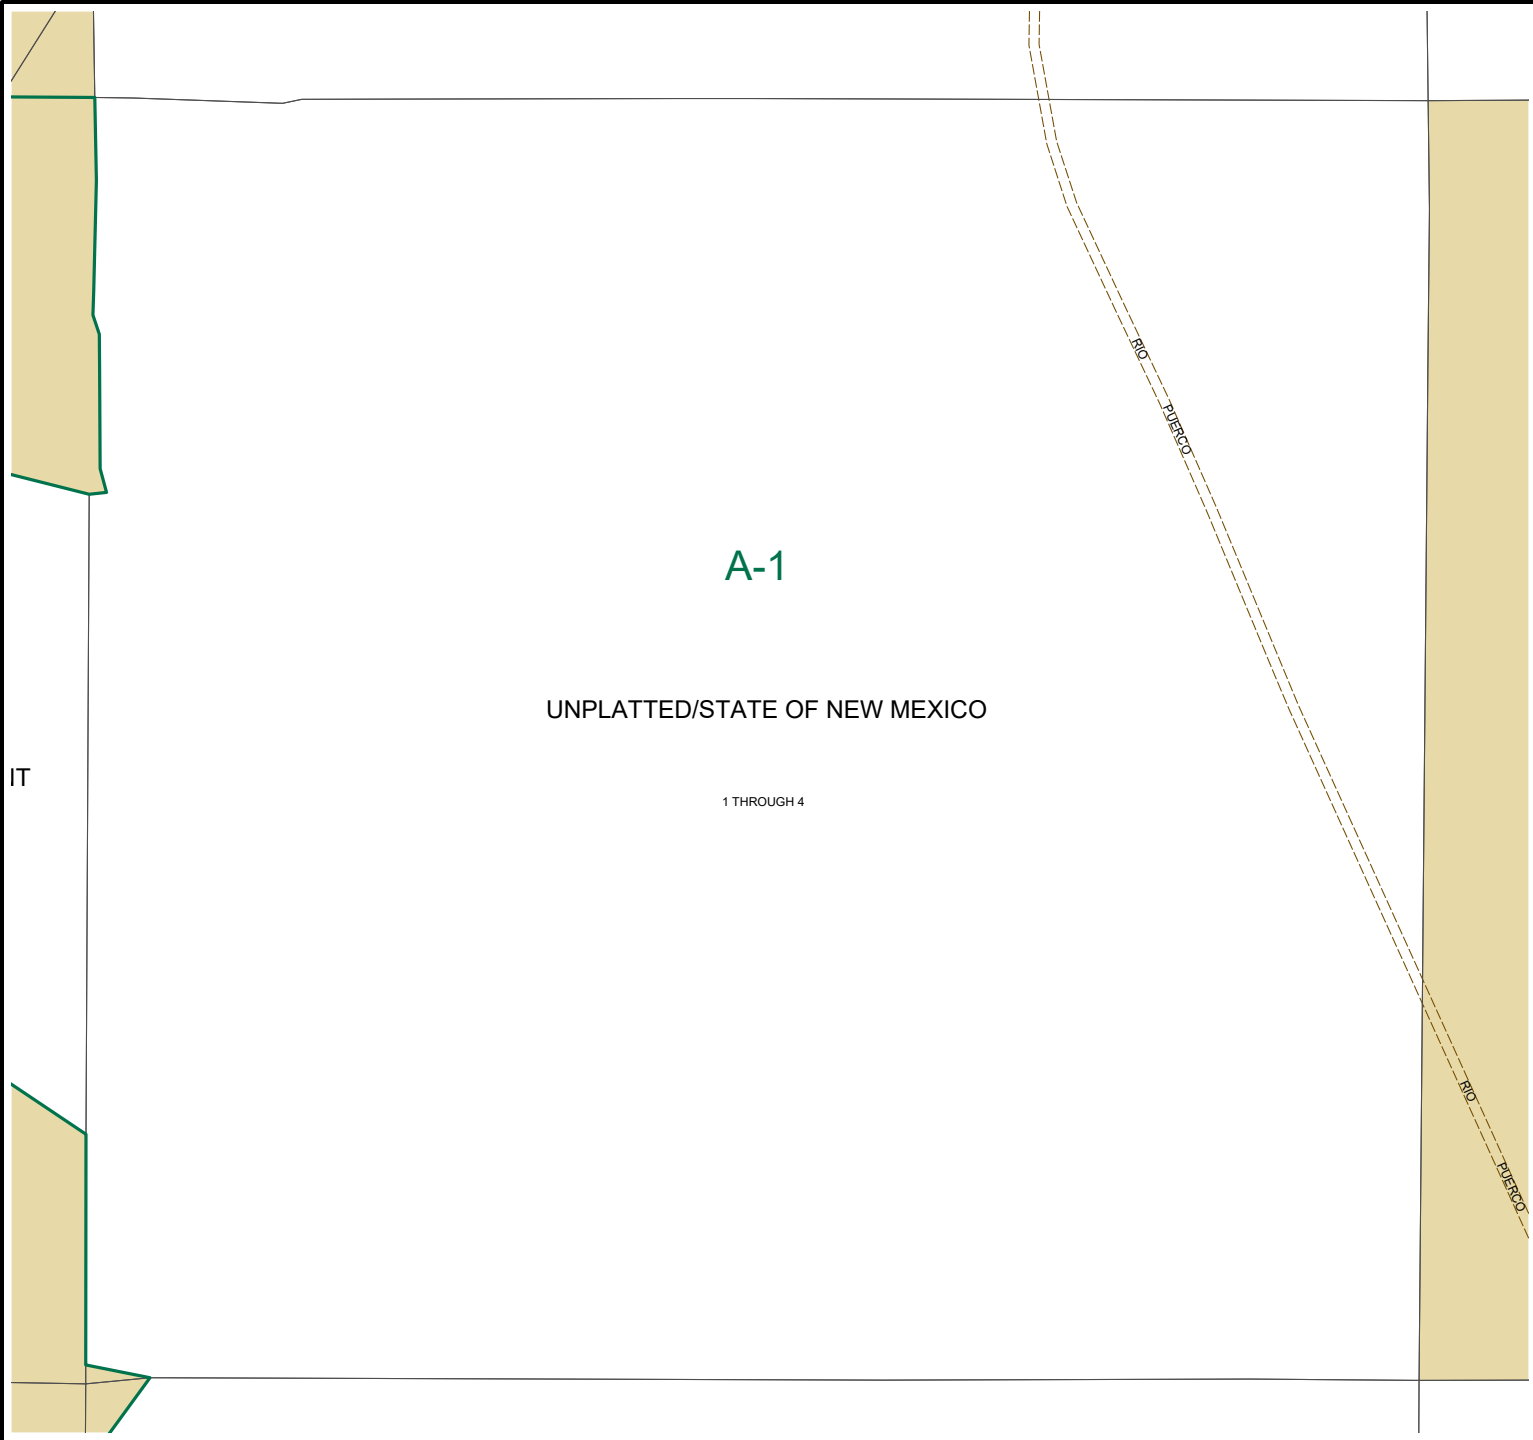 RIO
PUERCO
A-1
UNPLATTED/STATE OF NEW MEXICO
IT
1 THROUGH 4
RIO
PUERCO